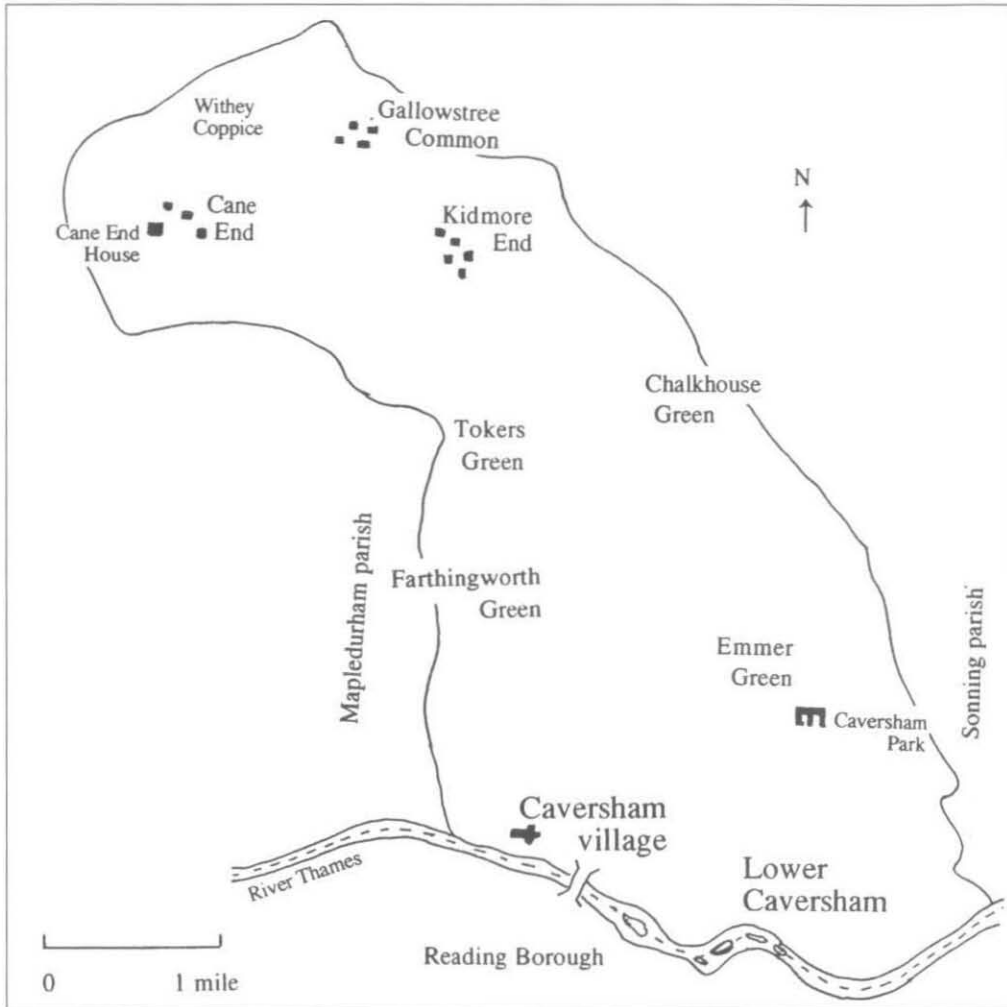 Withey
Coppice
Gallowstree
Common
N
Cane
End
Cane End
House
Kidmore
End
Chalkhouse
Green
Tokers
Green
Mapledurham parish
Farthingworth
Green
Emmer
Green
Sonning parish
Caversham
Park
Caversham
village
River Thames
Lower
Caversham
Reading Borough
0 1 mile